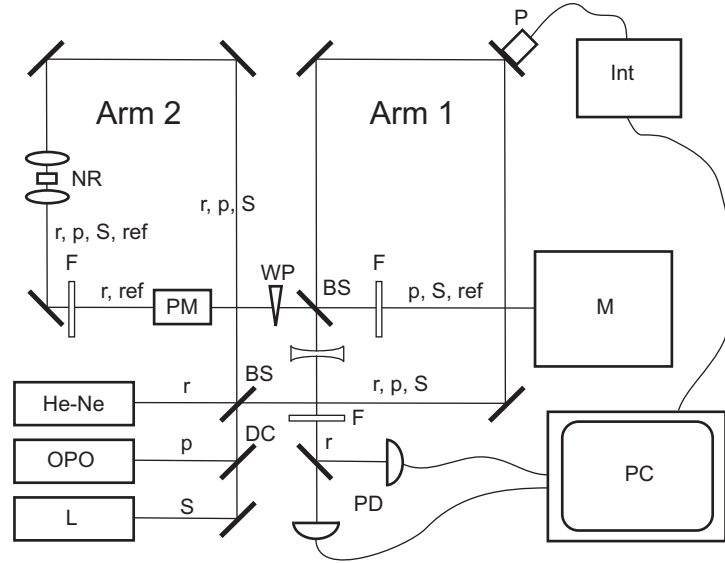 P
Int
Arm 2
Arm 1
NR
r, p, S
r, p, S, ref
F
WP
F
r, ref
BS
p, S, ref
PM
M
BS
r
r, p, S
He-Ne
F
DC
p
r
OPO
PC
PD
S
L